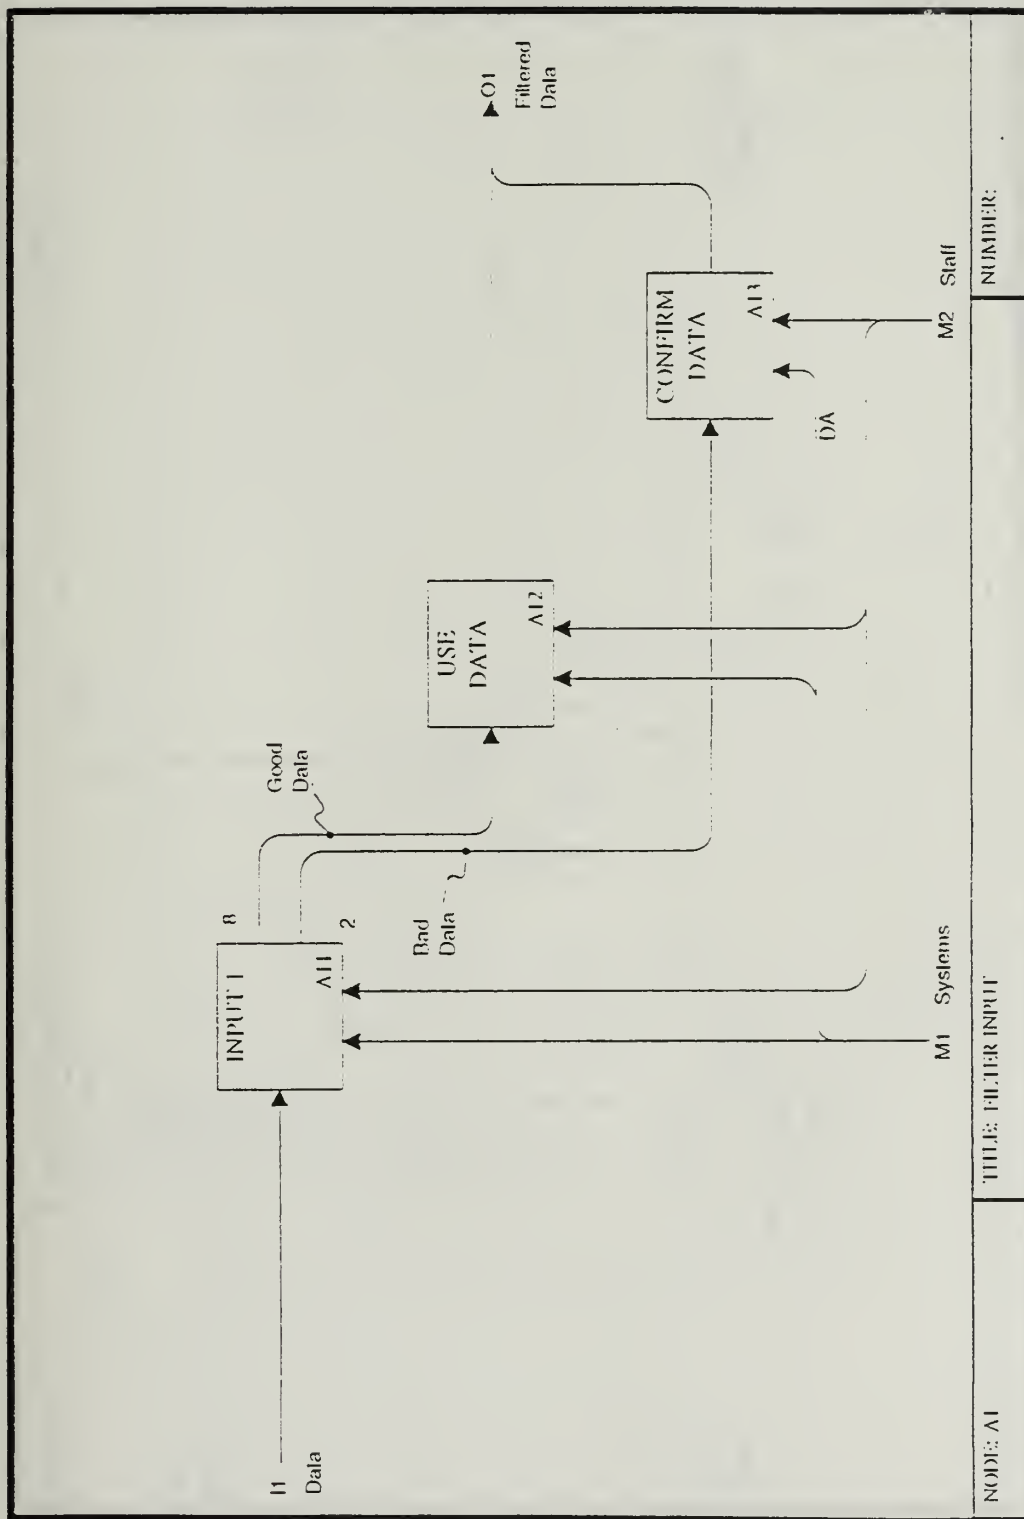 I1
Data
INPUT 1
A11
8
2
Good
Data
Bad
Data
USE
DATA
A12
CONFIRM
DATA
A13
DA
O1
Filtered
Data
M1 Systems
M2 Staff
NODE: A1
TITLE: FILTER INPUT
NUMBER: